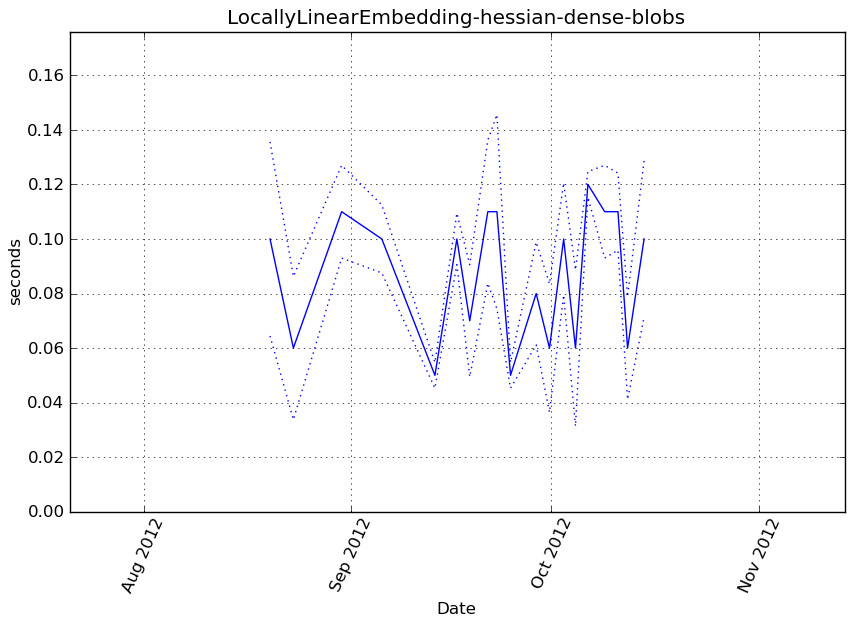 LocallyLinearEmbedding-hessian-dense-blobs
0.16
0.14
0.12
0.10
0.08
0.06
0.04
0.02
0.00
seconds
Aug 2012
Sep 2012
Oct 2012
Nov 2012
Date